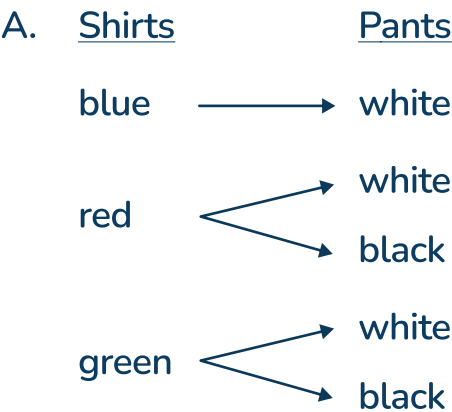 A. Shirts Pants
blue white
white
red
black
white
green
black